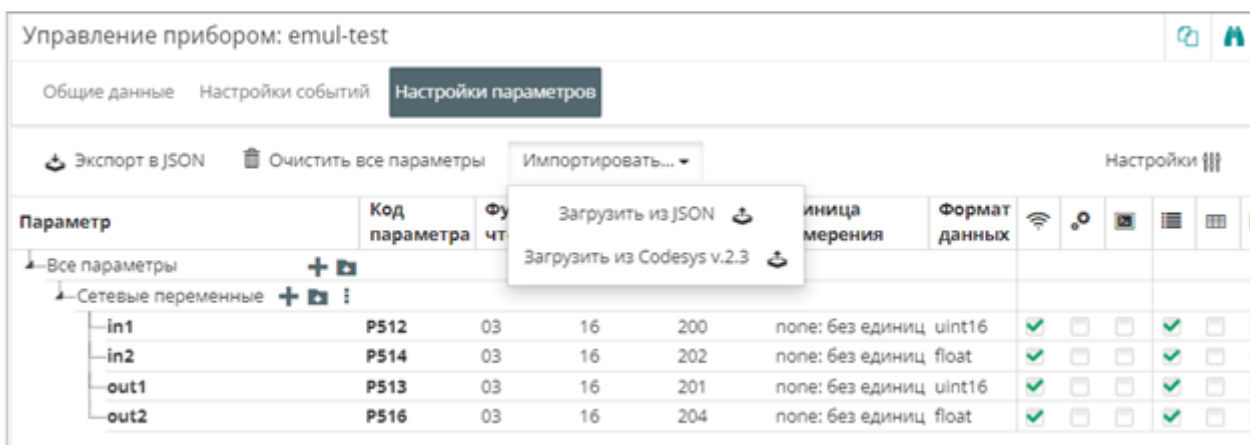 Управление прибором: emul-test
Общие данные Настройки событий Настройки параметров
Экспорт в JSON Очистить все параметры Импортировать... Настройки
Загрузить из JSON
Загрузить из Codesys v.2.3
Параметр Код параметра Формат данных
Все параметры
Сетевые переменные
in1 P512 03 16 200 none: без единиц uint16
in2 P514 03 16 202 none: без единиц float
out1 P513 03 16 201 none: без единиц uint16
out2 P516 03 16 204 none: без единиц float